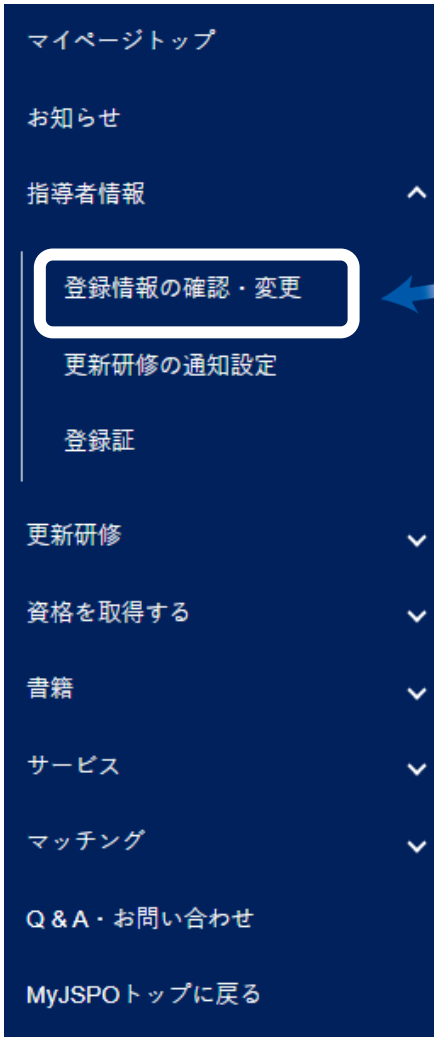 マイページトップ
お知らせ
指導者情報
登録情報の確認・変更
更新研修の通知設定
登録証
更新研修
資格を取得する
書籍
サービス
マッチング
Q & A・お問い合わせ
MyJSPOトップに戻る